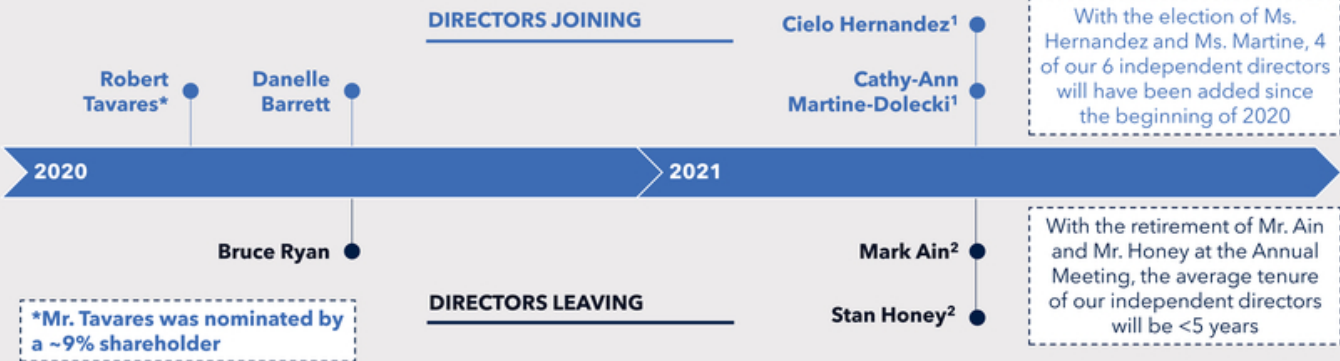 DIRECTORS JOINING
Cielo Hernandez¹
Robert
Tavares*
Danelle
Barrett
Cathy-Ann
Martine-Dolecki¹
With the election of Ms.
Hernandez and Ms. Martine, 4
of our 6 independent directors
will have been added since
the beginning of 2020
2020
2021
Bruce Ryan
Mark Ain²
Stan Honey²
DIRECTORS LEAVING
With the retirement of Mr. Ain
and Mr. Honey at the Annual
Meeting, the average tenure
of our independent directors
will be <5 years
*Mr. Tavares was nominated by
a ~9% shareholder